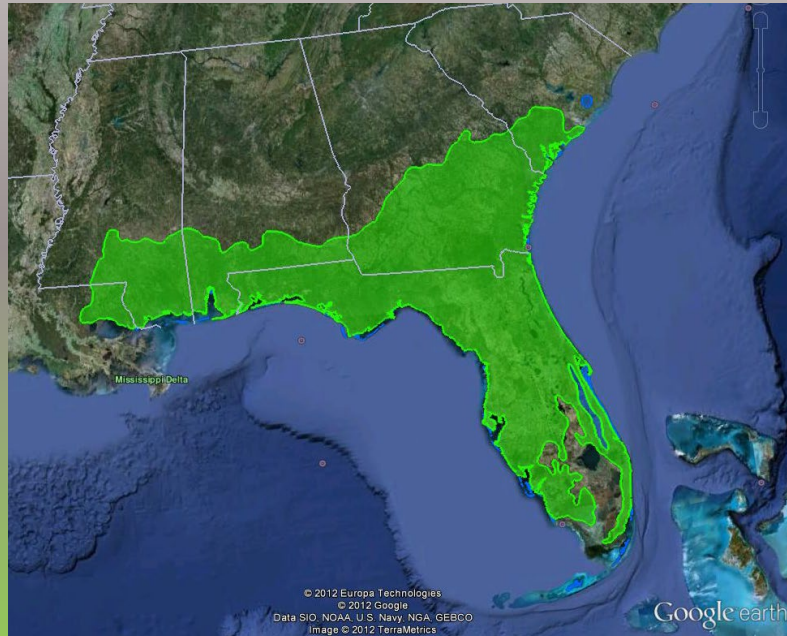 Mississippi Delta
© 2012 Europa Technologies
© 2012 Google
Data SIO, NOAA, U.S. Navy, NGA, GEBCO
Image © 2012 TerraMetrics
Google earth